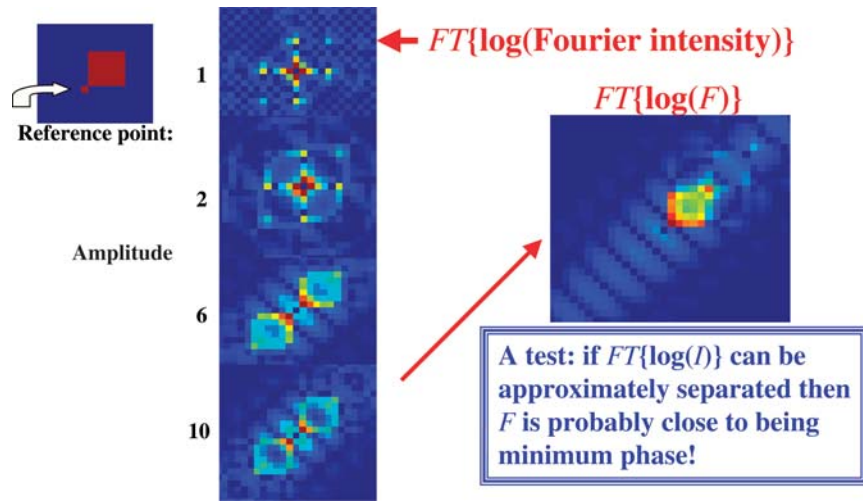 FT{log(Fourier intensity)}
1
FT{log(F)}
Reference point:
2
Amplitude
6
A test: if FT{log(I)} can be
approximately separated then
F is probably close to being
minimum phase!
10